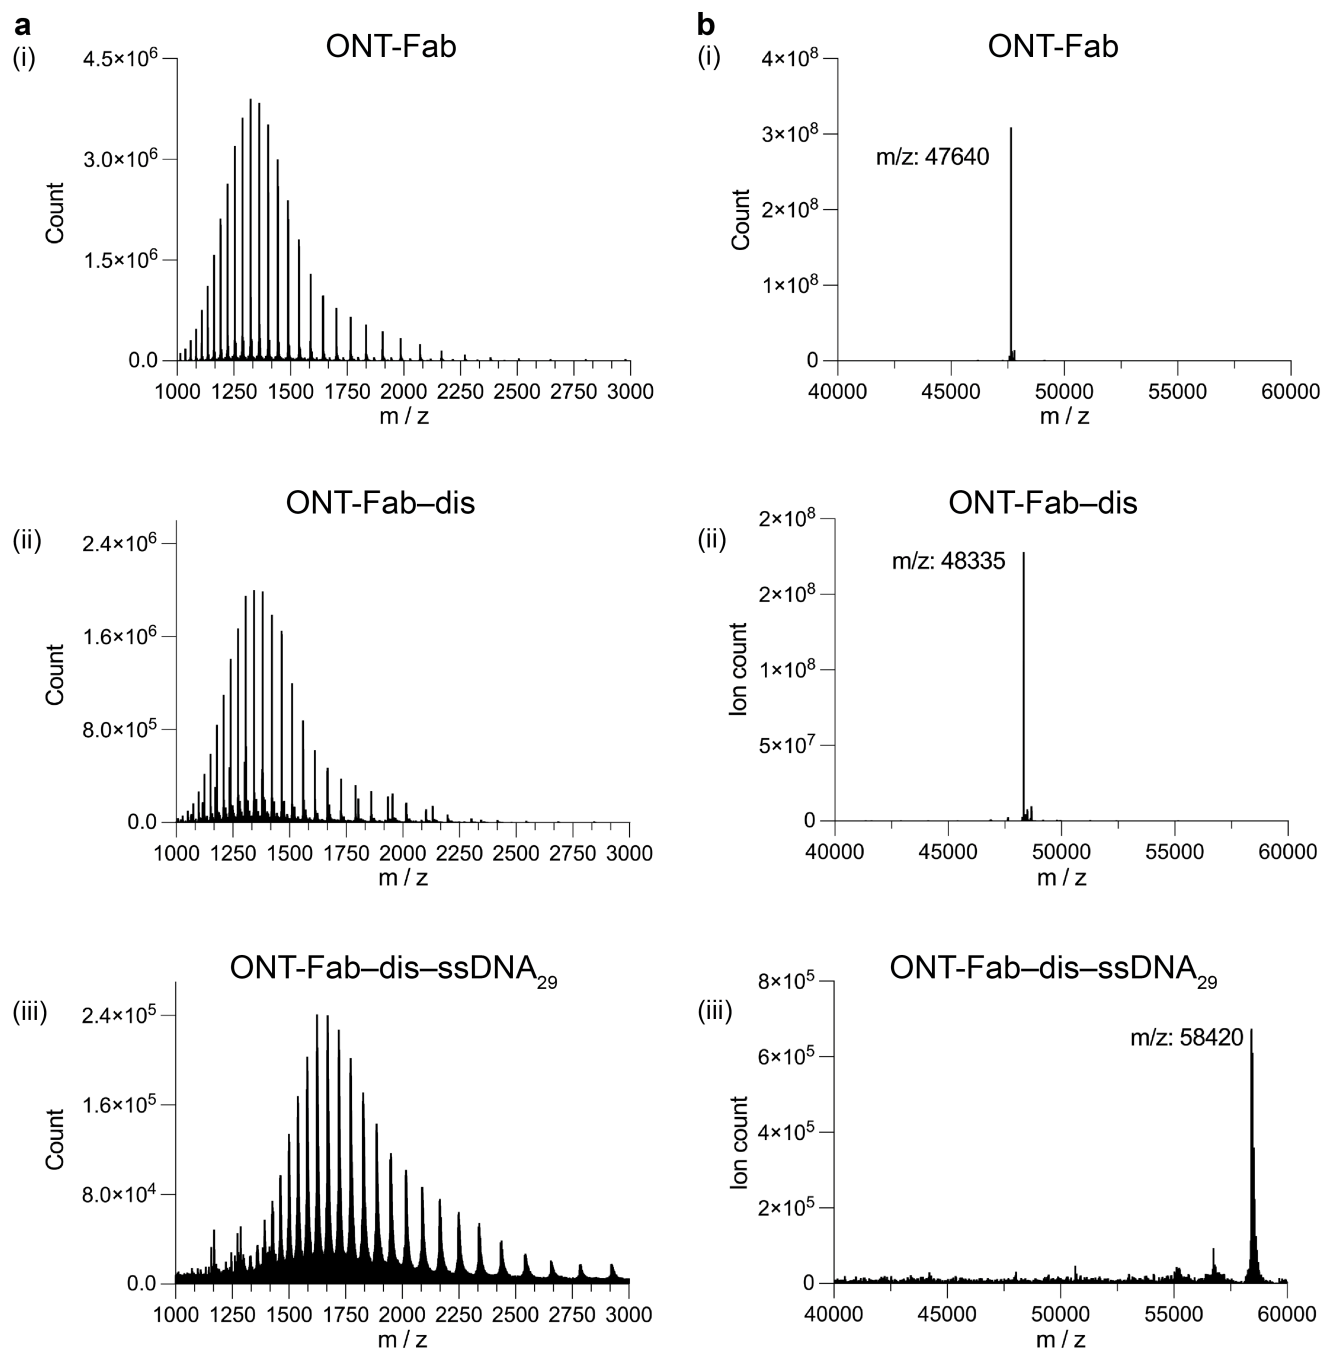 a
(i)
ONT-Fab
4.5×10⁶
3.0×10⁶
1.5×10⁶
0.0
Count
1000 1250 1500 1750 2000 2250 2500 2750 3000
m / z
b
(i)
ONT-Fab
4×10⁸
3×10⁸
2×10⁸
1×10⁸
0
Count
m/z: 47640
40000 45000 50000 55000 60000
m / z
(ii)
ONT-Fab–dis
2.4×10⁶
1.6×10⁶
8.0×10⁵
0.0
Count
1000 1250 1500 1750 2000 2250 2500 2750 3000
m / z
(ii)
ONT-Fab–dis
2×10⁸
2×10⁸
1×10⁸
5×10⁷
0
Ion count
m/z: 48335
40000 45000 50000 55000 60000
m / z
(iii)
ONT-Fab–dis–ssDNA₂₉
2.4×10⁵
1.6×10⁵
8.0×10⁴
0.0
Count
1000 1250 1500 1750 2000 2250 2500 2750 3000
m / z
(iii)
ONT-Fab–dis–ssDNA₂₉
8×10⁵
6×10⁵
4×10⁵
2×10⁵
0
Ion count
m/z: 58420
40000 45000 50000 55000 60000
m / z